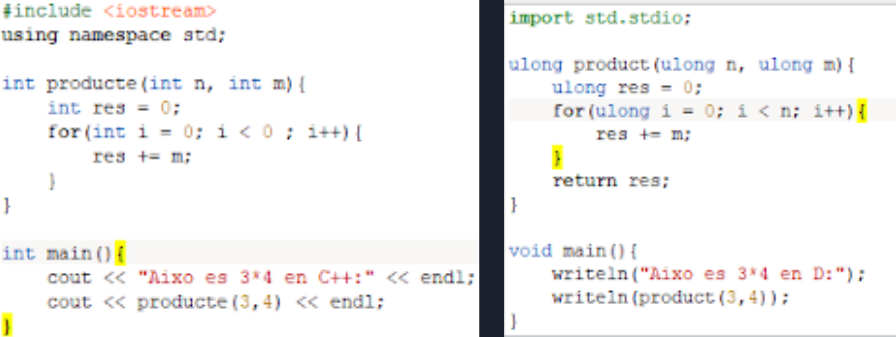 #include <iostream>
using namespace std;

int producte(int n, int m){
    int res = 0;
    for(int i = 0; i < 0 ; i++){
        res += m;
    }
}

int main(){
    cout << "Aixo es 3*4 en C++:" << endl;
    cout << producte(3,4) << endl;
}

import std.stdio;

ulong product(ulong n, ulong m){
    ulong res = 0;
    for(ulong i = 0; i < n; i++){
        res += m;
    }
    return res;
}

void main(){
    writeln("Aixo es 3*4 en D:");
    writeln(product(3,4));
}